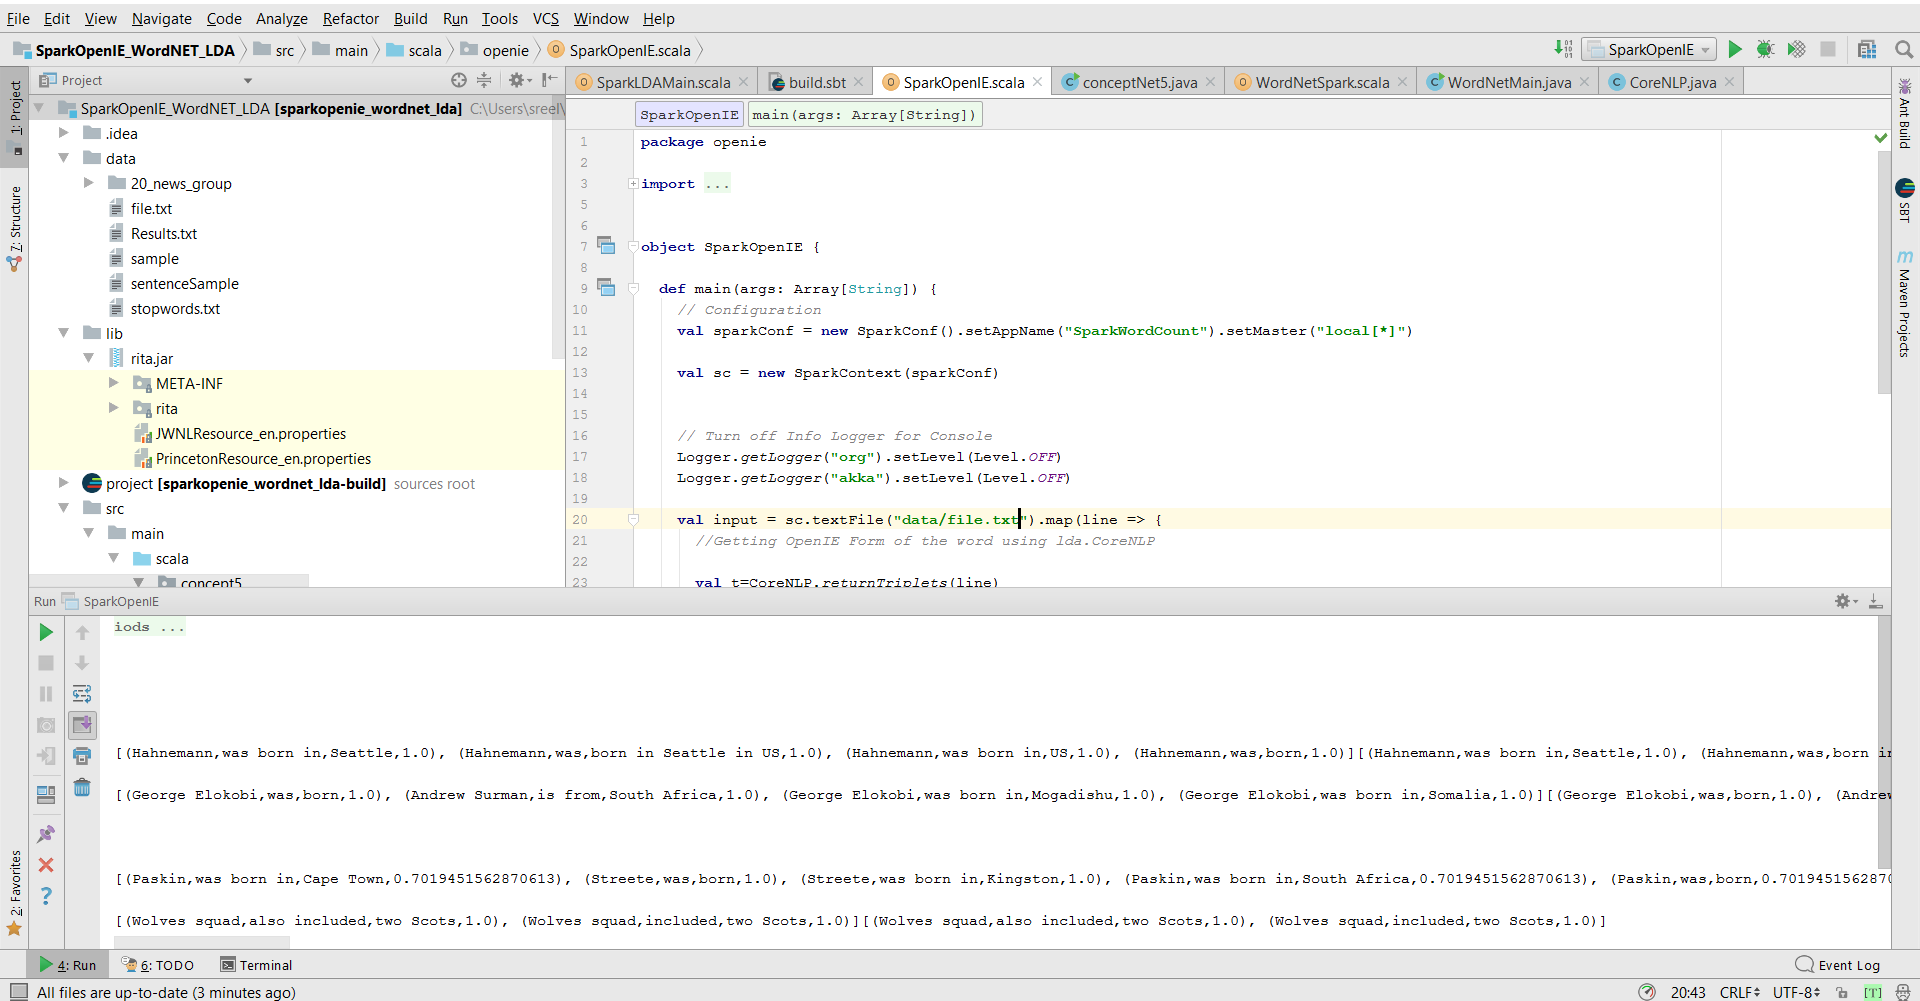 File Edit View Navigate Code Analyze Refactor Build Run Tools VCS Window Help
SparkOpenIE_WordNET_LDA src main scala openie SparkOpenIE.scala
SparkOpenIE
Project
SparkLDAMain.scala build.sbt SparkOpenIE.scala conceptNet5.java WordNetSpark.scala WordNetMain.java CoreNLP.java
1: Project
7: Structure
2: Favorites
SparkOpenIE_WordNET_LDA [sparkopenie_wordnet_lda] C:\Users\sreel\
.idea
data
20_news_group
file.txt
Results.txt
sample
sentenceSample
stopwords.txt
lib
rita.jar
META-INF
rita
JWNLResource_en.properties
PrincetonResource_en.properties
project [sparkopenie_wordnet_lda-build] sources root
src
main
scala
concept5
SparkOpenIE main(args: Array[String])
1 package openie
2
3 import ...
5
6
7 object SparkOpenIE {
8
9 def main(args: Array[String]) {
10 // Configuration
11 val sparkConf = new SparkConf().setAppName("SparkWordCount").setMaster("local[*]")
12
13 val sc = new SparkContext(sparkConf)
14
15
16 // Turn off Info Logger for Console
17 Logger.getLogger("org").setLevel(Level.OFF)
18 Logger.getLogger("akka").setLevel(Level.OFF)
19
20 val input = sc.textFile("data/file.txt").map(line => {
21 //Getting OpenIE Form of the word using lda.CoreNLP
22
23 val t=CoreNLP.returnTriplets(line)
Ant Build
SBT
Maven Projects
Run SparkOpenIE
iods ...
[(Hahnemann,was born in,Seattle,1.0), (Hahnemann,was,born in Seattle in US,1.0), (Hahnemann,was born in,US,1.0), (Hahnemann,was,born,1.0)][(Hahnemann,was born in,Seattle,1.0), (Hahnemann,was,born in
[(George Elokobi,was,born,1.0), (Andrew Surman,is from,South Africa,1.0), (George Elokobi,was born in,Mogadishu,1.0), (George Elokobi,was born in,Somalia,1.0)][(George Elokobi,was,born,1.0), (Andrew
[(Paskin,was born in,Cape Town,0.7019451562870613), (Streete,was,born,1.0), (Streete,was born in,Kingston,1.0), (Paskin,was born in,South Africa,0.7019451562870613), (Paskin,was,born,0.7019451562870
[(Wolves squad,also included,two Scots,1.0), (Wolves squad,included,two Scots,1.0)][(Wolves squad,also included,two Scots,1.0), (Wolves squad,included,two Scots,1.0)]
4: Run 6: TODO Terminal Event Log
All files are up-to-date (3 minutes ago) 20:43 CRLF UTF-8 [T]